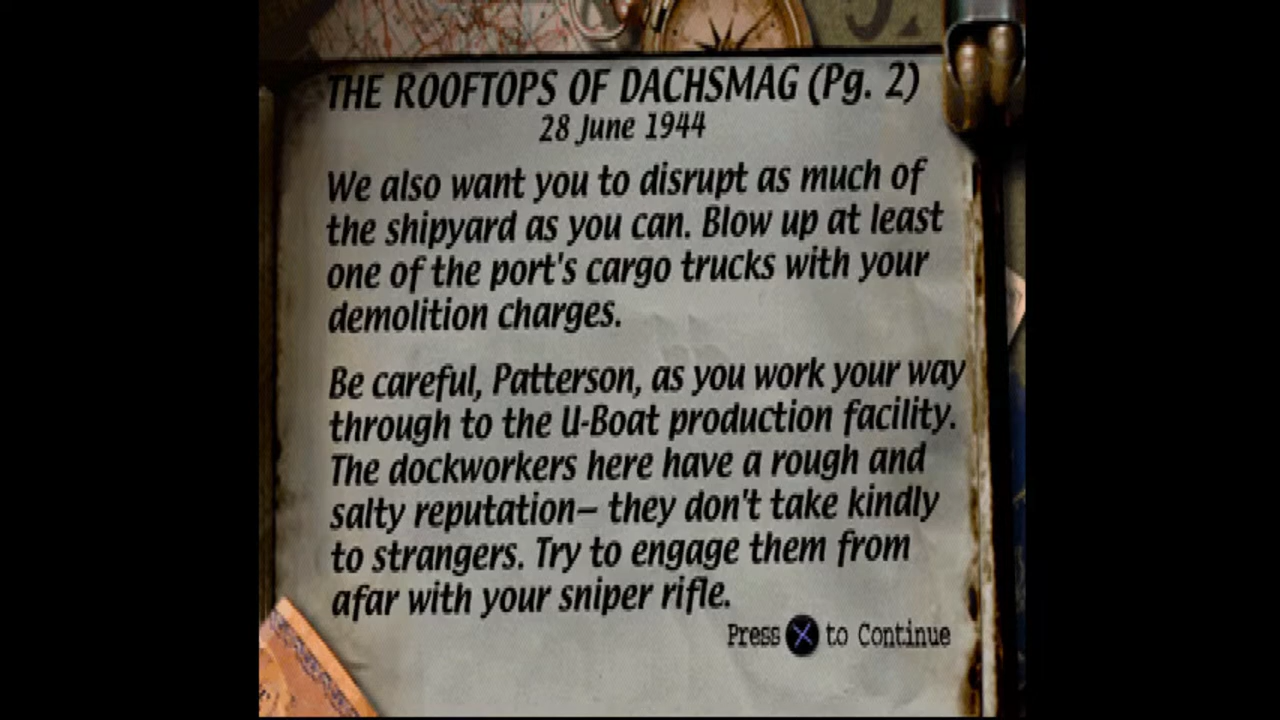 THE ROOFTOPS OF DACHSMAG (Pg. 2)
28 June 1944
We also want you to disrupt as much of
the shipyard as you can. Blow up at least
one of the port's cargo trucks with your
demolition charges.
Be careful, Patterson, as you work your way
through to the U-Boat production facility.
The dockworkers here have a rough and
salty reputation— they don't take kindly
to strangers. Try to engage them from
afar with your sniper rifle.
Press X to Continue